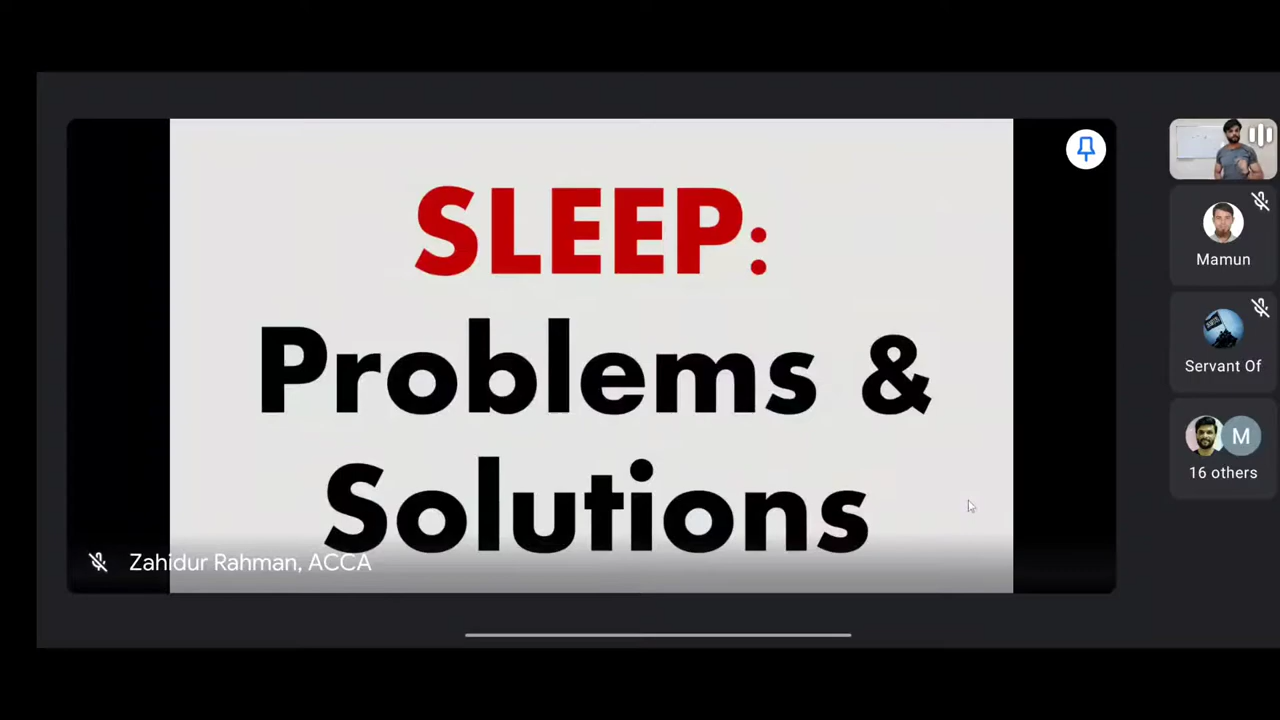 SLEEP:
Problems &
Solutions
Zahidur Rahman, ACCA
Mamun
Servant Of
M
16 others